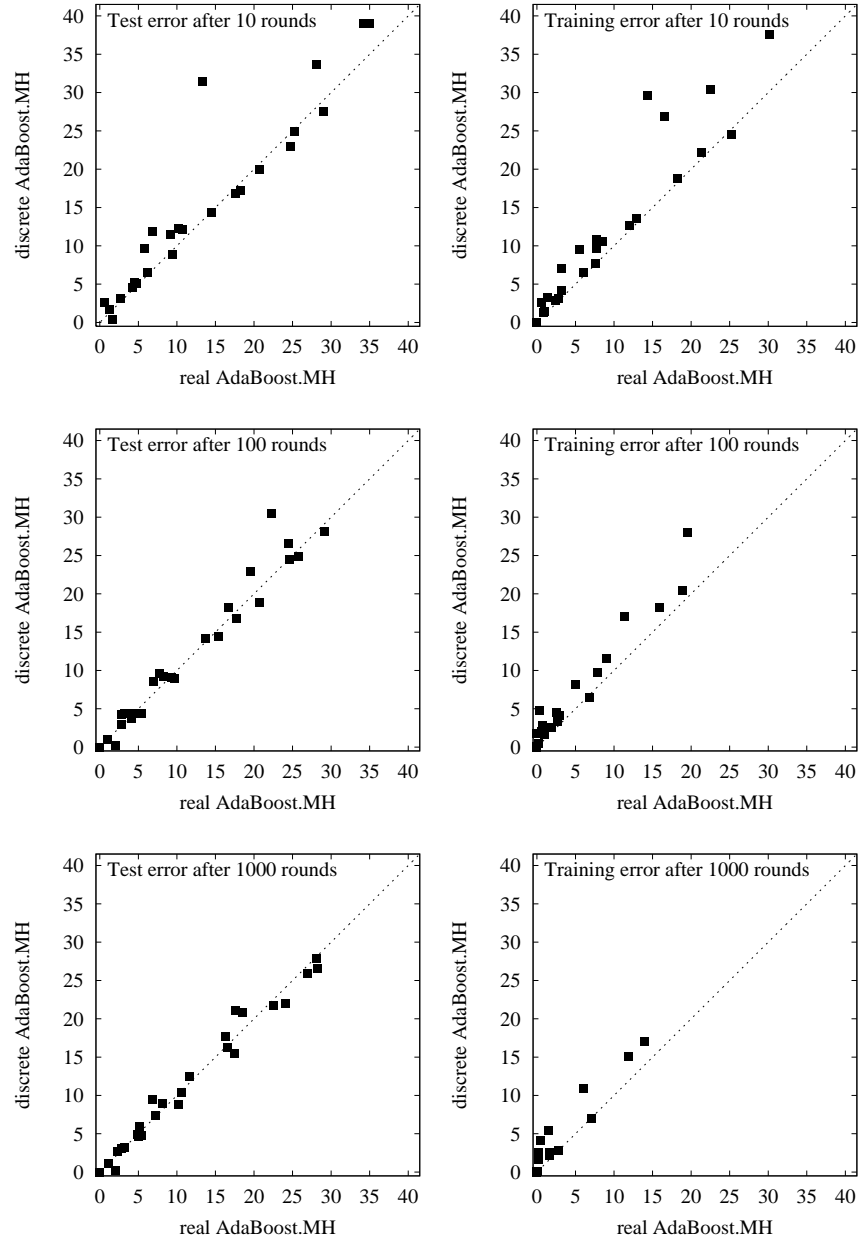 Test error after 10 rounds
40
35
30
25
20
15
10
5
0
0 5 10 15 20 25 30 35 40
discrete AdaBoost.MH
real AdaBoost.MH
Training error after 10 rounds
40
35
30
25
20
15
10
5
0
0 5 10 15 20 25 30 35 40
discrete AdaBoost.MH
real AdaBoost.MH
Test error after 100 rounds
40
35
30
25
20
15
10
5
0
0 5 10 15 20 25 30 35 40
discrete AdaBoost.MH
real AdaBoost.MH
Training error after 100 rounds
40
35
30
25
20
15
10
5
0
0 5 10 15 20 25 30 35 40
discrete AdaBoost.MH
real AdaBoost.MH
Test error after 1000 rounds
40
35
30
25
20
15
10
5
0
0 5 10 15 20 25 30 35 40
discrete AdaBoost.MH
real AdaBoost.MH
Training error after 1000 rounds
40
35
30
25
20
15
10
5
0
0 5 10 15 20 25 30 35 40
discrete AdaBoost.MH
real AdaBoost.MH